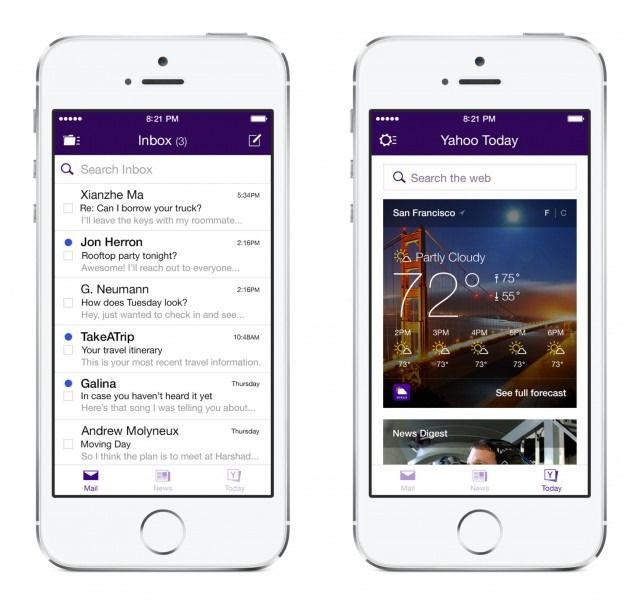 8:21 PM
Inbox (3)
Search Inbox
Xianzhe Ma 5:34PM
Re: Can I borrow your truck?
I'll leave the keys with my roommate...
Jon Herron 2:16PM
Rooftop party tonight?
Awesome! I'll reach out to everyone...
G. Neumann 2:16PM
How does Tuesday look?
Hey, just wanted to check in and see...
TakeATrip 10:48AM
Your travel itinerary
This is your most recent travel information.
Galina Thursday
In case you haven't heard it yet
Here's that song I was telling you about...
Andrew Molyneux Thursday
Moving Day
So I think the plan is to meet at Harshad...
Mail News Today
8:21 PM
Yahoo Today
Search the web
San Francisco F | C
Partly Cloudy
72° 75°
55°
2PM 3PM 4PM 5PM 6PM
73° 73° 73° 73° 73°
See full forecast
News Digest
Mail News Today